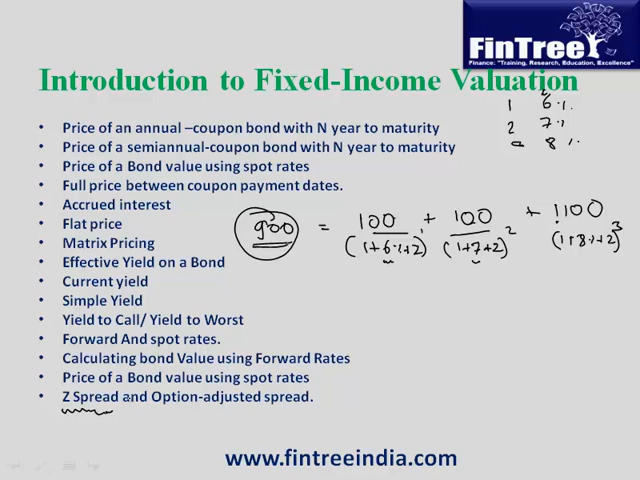 FinTree
Finance: "Training, Research, Education, Excellence"
Introduction to Fixed-Income Valuation
1 6%
2 7%
8%
• Price of an annual –coupon bond with N year to maturity
• Price of a semiannual-coupon bond with N year to maturity
• Price of a Bond value using spot rates
• Full price between coupon payment dates.
• Accrued interest
• Flat price
900 = 100 + 100 + 1100
(1+6%+2)¹ (1+7+2)² (1+8%+2)³
• Matrix Pricing
• Effective Yield on a Bond
• Current yield
• Simple Yield
• Yield to Call/ Yield to Worst
• Forward And spot rates.
• Calculating bond Value using Forward Rates
• Price of a Bond value using spot rates
• Z Spread and Option-adjusted spread.
www.fintreeindia.com